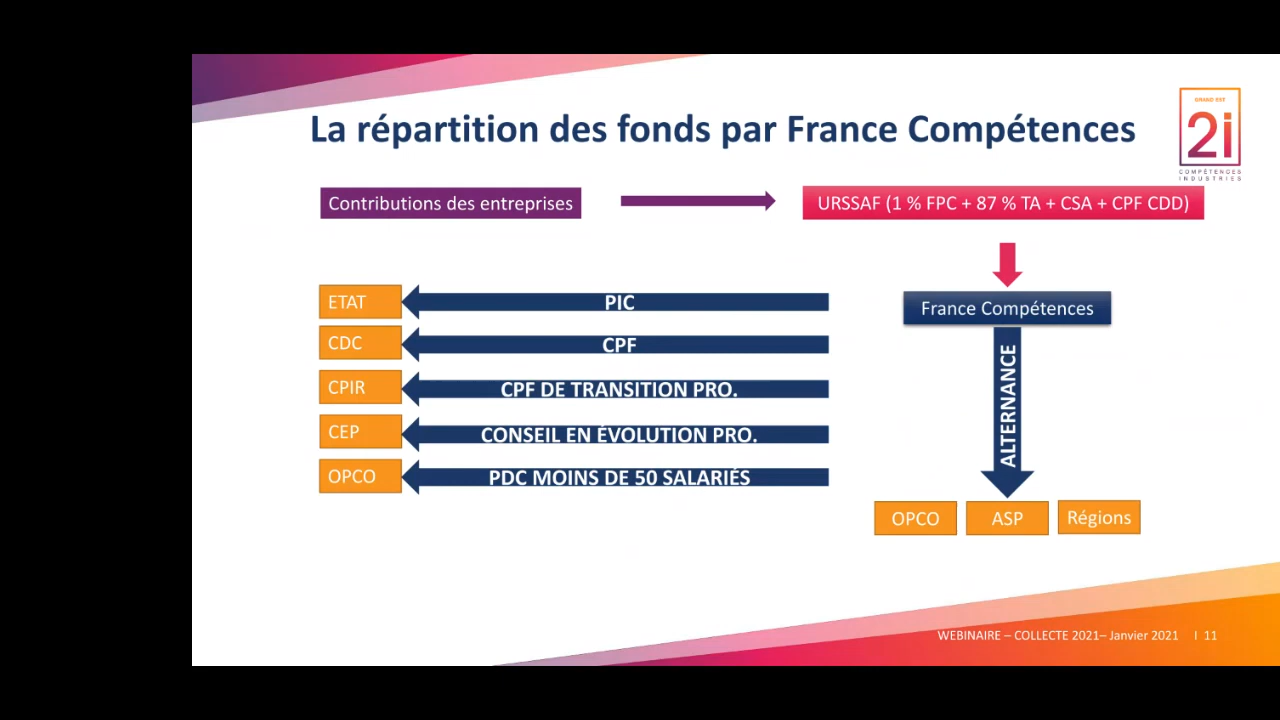 La répartition des fonds par France Compétences
GRAND EST
2i
COMPÉTENCES
INDUSTRIES
Contributions des entreprises
URSSAF (1 % FPC + 87 % TA + CSA + CPF CDD)
France Compétences
ETAT
PIC
CDC
CPF
CPIR
CPF DE TRANSITION PRO.
CEP
CONSEIL EN ÉVOLUTION PRO.
OPCO
PDC MOINS DE 50 SALARIÉS
ALTERNANCE
OPCO
ASP
Régions
WEBINAIRE – COLLECTE 2021– Janvier 2021 I 11